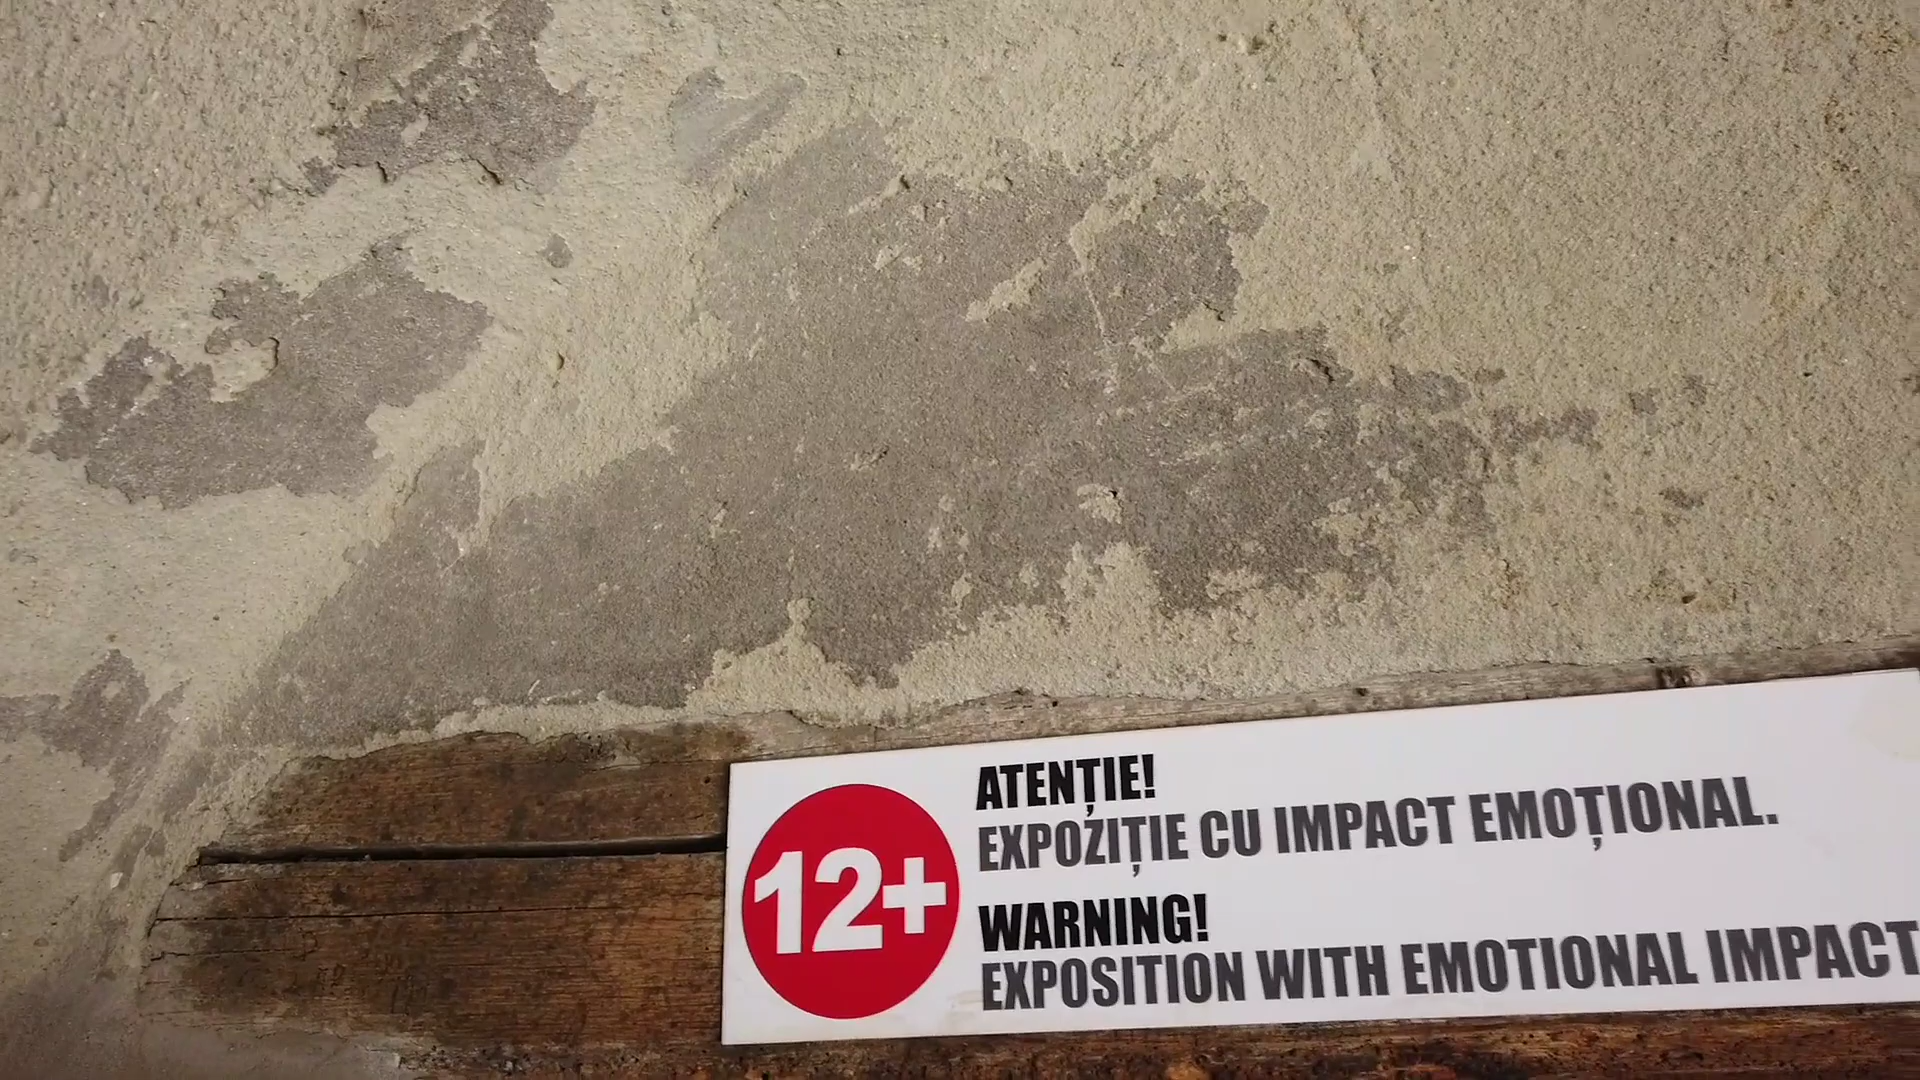 12+
ATENȚIE!
EXPOZIȚIE CU IMPACT EMOȚIONAL.
WARNING!
EXPOSITION WITH EMOTIONAL IMPACT